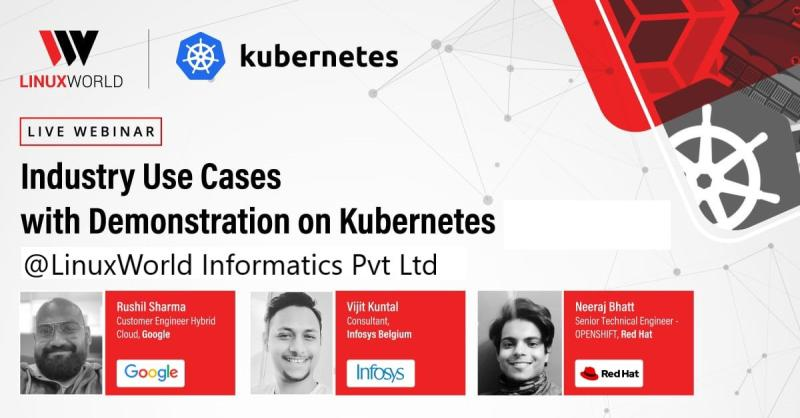 LINUXWORLD
kubernetes
LIVE WEBINAR
Industry Use Cases
with Demonstration on Kubernetes
@LinuxWorld Informatics Pvt Ltd
Rushil Sharma
Customer Engineer Hybrid
Cloud, Google
Google
Vijit Kuntal
Consultant,
Infosys Belgium
Infosys
Neeraj Bhatt
Senior Technical Engineer -
OPENSHIFT, Red Hat
Red Hat